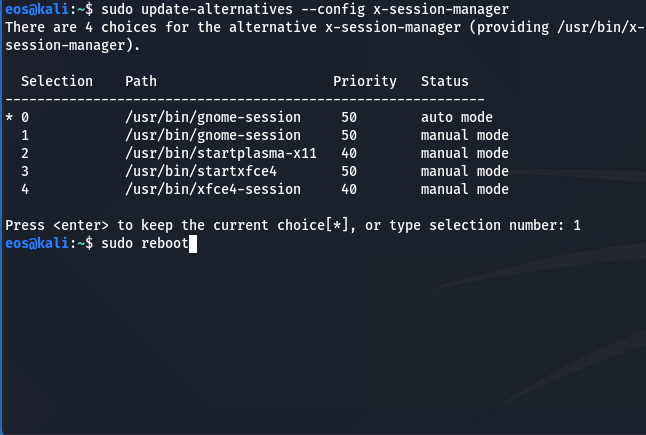 eos@kali:~$ sudo update-alternatives --config x-session-manager
There are 4 choices for the alternative x-session-manager (providing /usr/bin/x-
session-manager).
  Selection    Path                      Priority   Status
------------------------------------------------------------
* 0            /usr/bin/gnome-session     50        auto mode
  1            /usr/bin/gnome-session     50        manual mode
  2            /usr/bin/startplasma-x11   40        manual mode
  3            /usr/bin/startxfce4        50        manual mode
  4            /usr/bin/xfce4-session     40        manual mode
Press <enter> to keep the current choice[*], or type selection number: 1
eos@kali:~$ sudo reboot